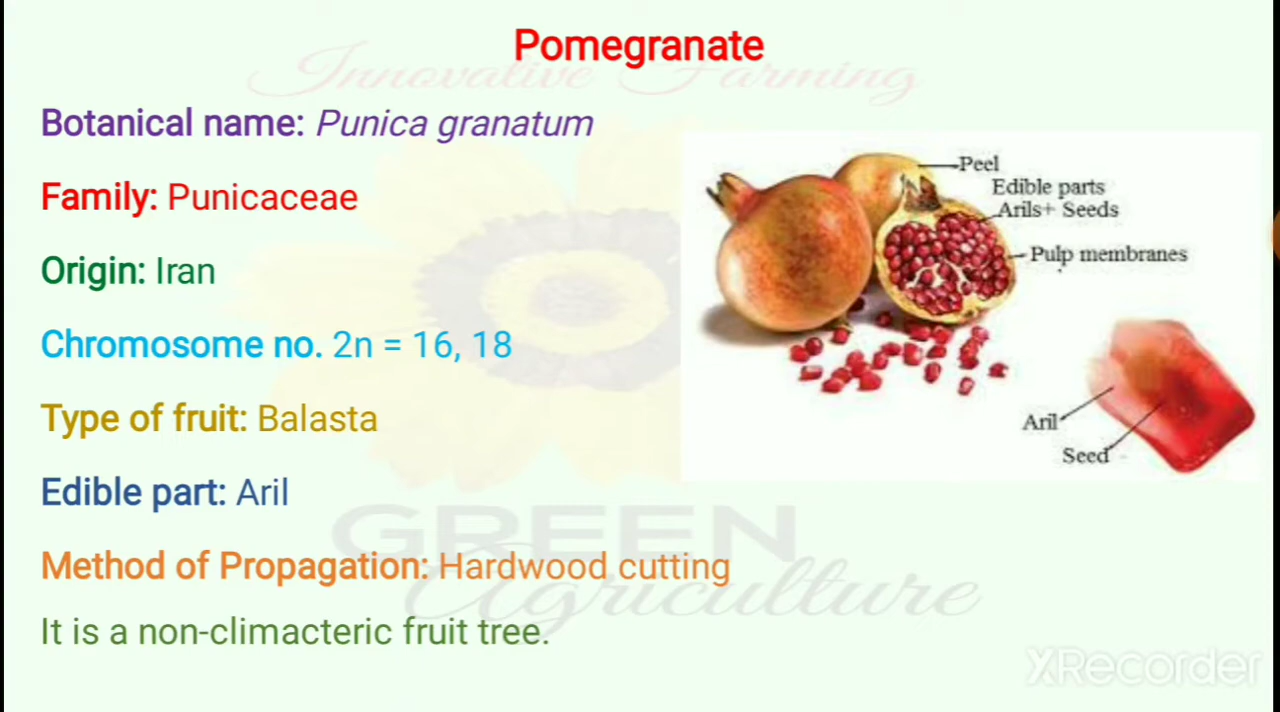 Pomegranate
Innovative Farming
Botanical name: Punica granatum
Family: Punicaceae
Origin: Iran
Chromosome no. 2n = 16, 18
Type of fruit: Balasta
Edible part: Aril
GREEN
Agriculture
Method of Propagation: Hardwood cutting
It is a non-climacteric fruit tree.
Peel
Edible parts
Arils+ Seeds
Pulp membranes
Aril
Seed
XRecorder